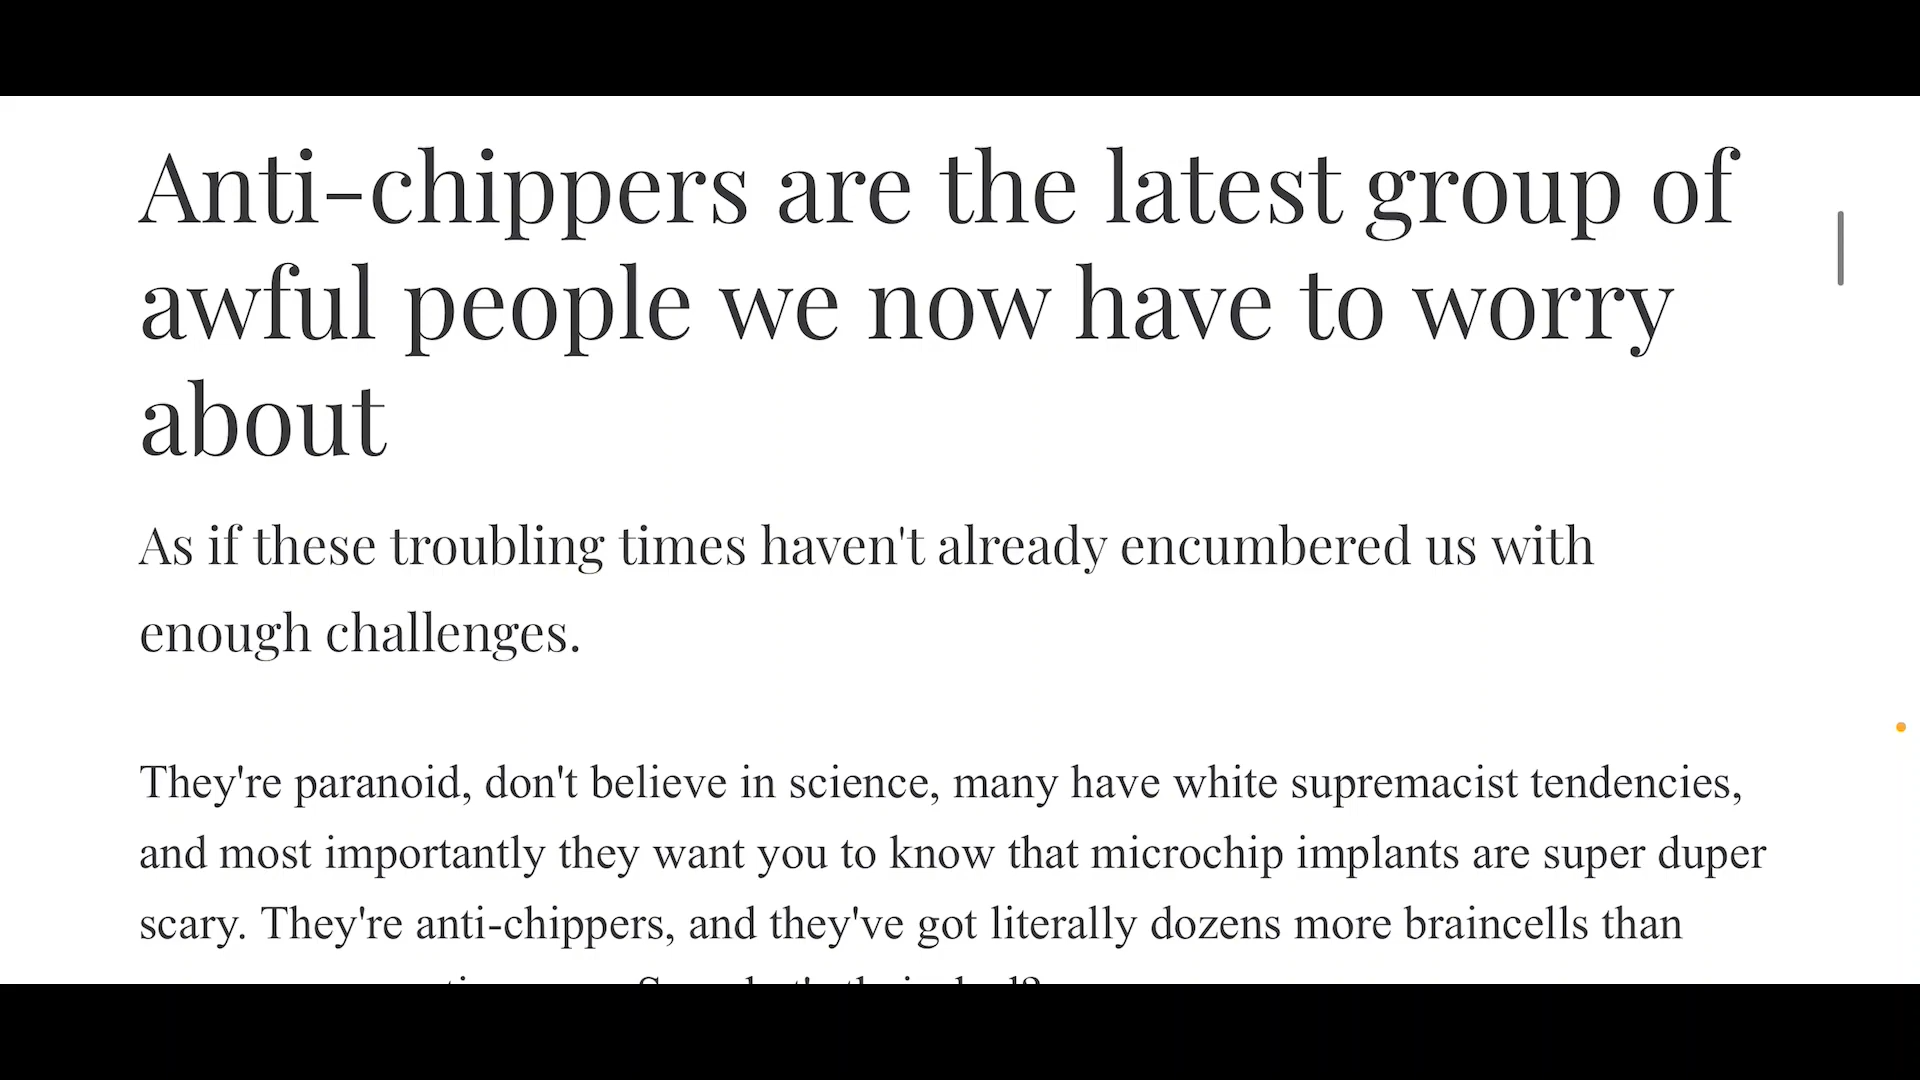 Anti-chippers are the latest group of
awful people we now have to worry
about
As if these troubling times haven't already encumbered us with
enough challenges.
They're paranoid, don't believe in science, many have white supremacist tendencies,
and most importantly they want you to know that microchip implants are super duper
scary. They're anti-chippers, and they've got literally dozens more braincells than